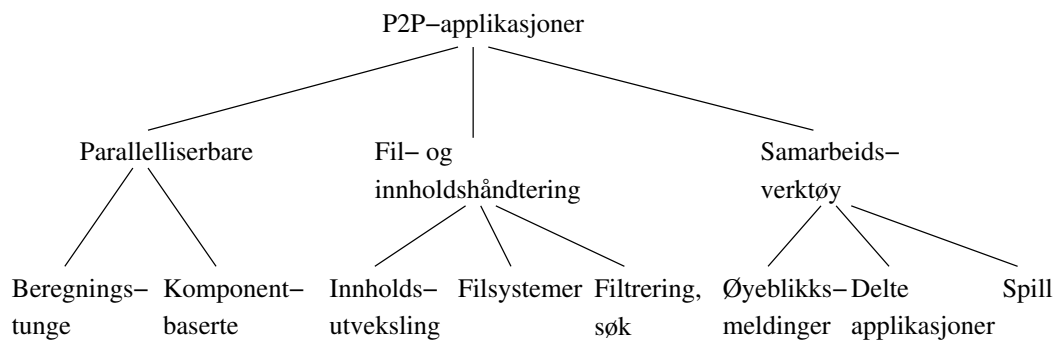 P2P−applikasjoner
Parallelliserbare
Fil− og
innholdshåndtering
Samarbeids−
verktøy
Beregnings−
tunge
Komponent−
baserte
Innholds−
utveksling
Filsystemer
Filtrering,
søk
Øyeblikks−
meldinger
Delte
applikasjoner
Spill